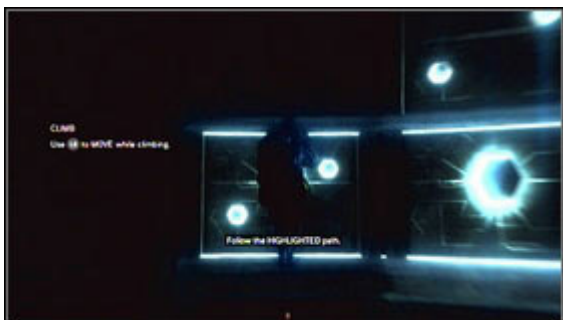 CLIMB
Use to MOVE while climbing.
Follow the HIGHLIGHTED path.